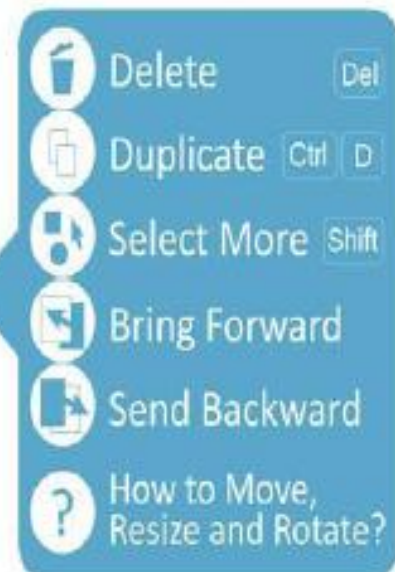 Delete Del
Duplicate Ctrl D
Select More Shift
Bring Forward
Send Backward
? How to Move,
Resize and Rotate?